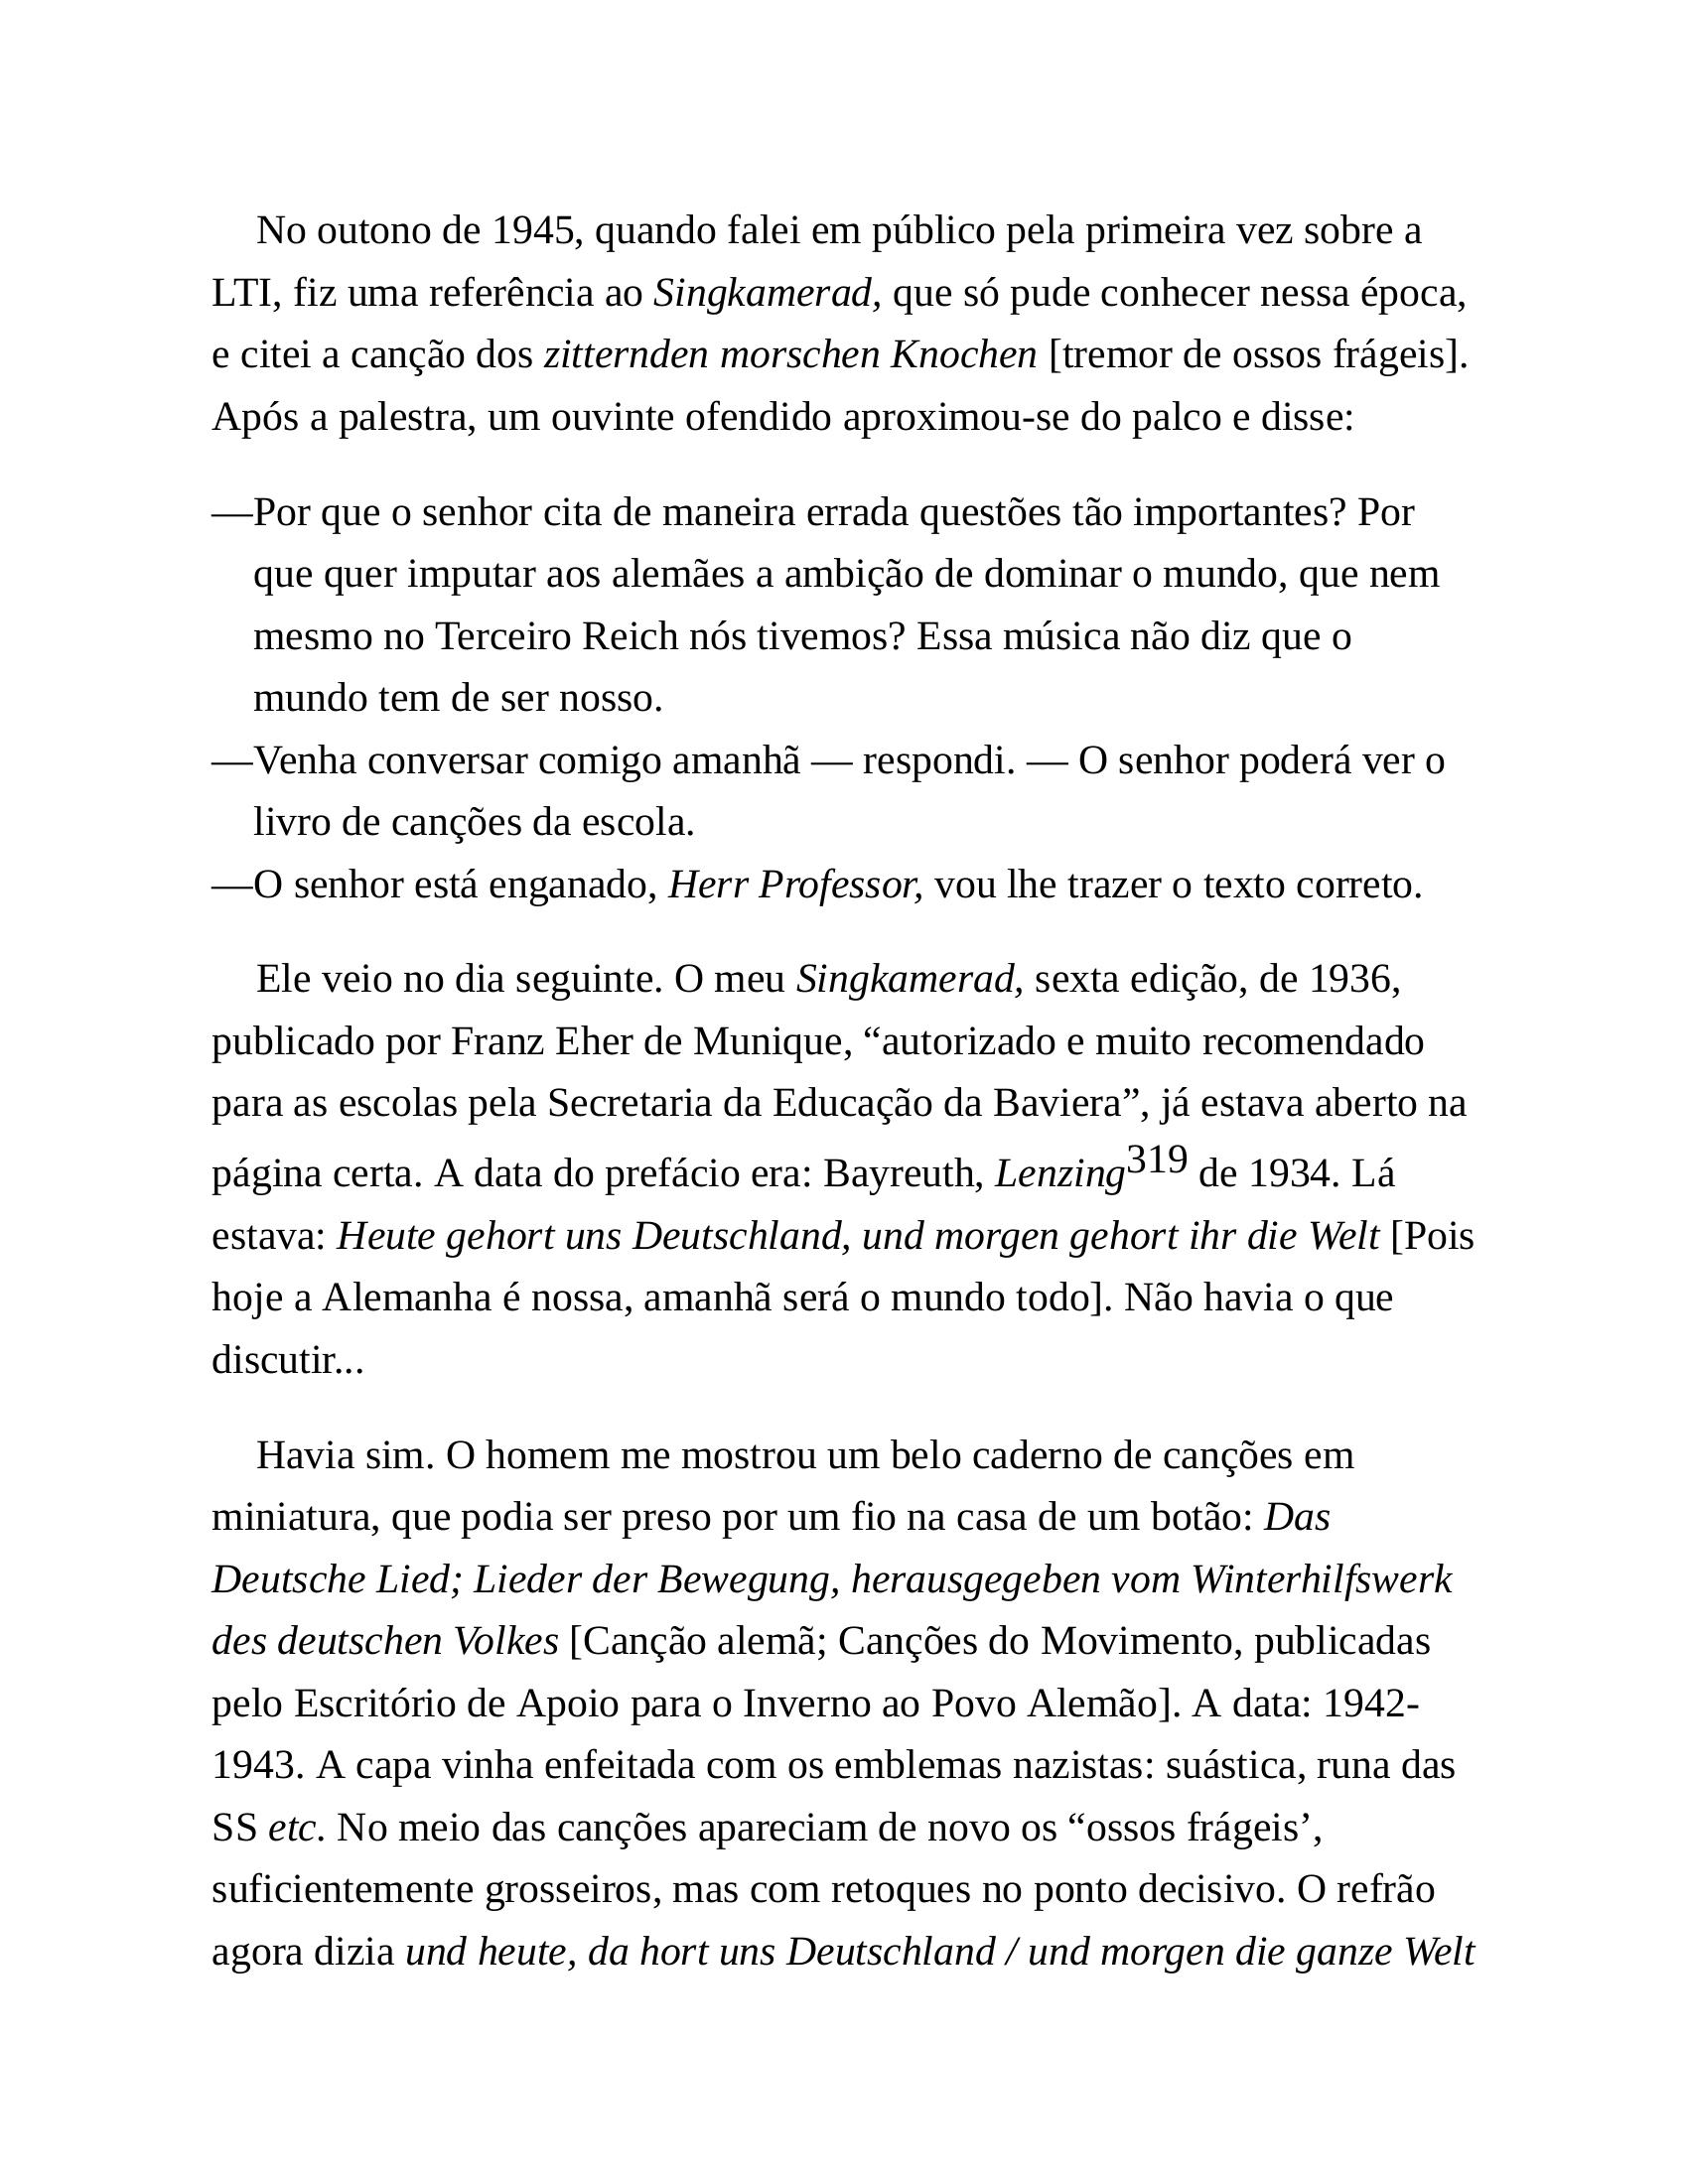 No outono de 1945, quando falei em público pela primeira vez sobre a
LTI, fiz uma referência ao Singkamerad, que só pude conhecer nessa época,
e citei a canção dos zitternden morschen Knochen [tremor de ossos frágeis].
Após a palestra, um ouvinte ofendido aproximou-se do palco e disse:
—Por que o senhor cita de maneira errada questões tão importantes? Por
que quer imputar aos alemães a ambição de dominar o mundo, que nem
mesmo no Terceiro Reich nós tivemos? Essa música não diz que o
mundo tem de ser nosso.
—Venha conversar comigo amanhã — respondi. — O senhor poderá ver o
livro de canções da escola.
—O senhor está enganado, Herr Professor, vou lhe trazer o texto correto.
Ele veio no dia seguinte. O meu Singkamerad, sexta edição, de 1936,
publicado por Franz Eher de Munique, “autorizado e muito recomendado
para as escolas pela Secretaria da Educação da Baviera”, já estava aberto na
página certa. A data do prefácio era: Bayreuth, Lenzing319 de 1934. Lá
estava: Heute gehort uns Deutschland, und morgen gehort ihr die Welt [Pois
hoje a Alemanha é nossa, amanhã será o mundo todo]. Não havia o que
discutir...
Havia sim. O homem me mostrou um belo caderno de canções em
miniatura, que podia ser preso por um fio na casa de um botão: Das
Deutsche Lied; Lieder der Bewegung, herausgegeben vom Winterhilfswerk
des deutschen Volkes [Canção alemã; Canções do Movimento, publicadas
pelo Escritório de Apoio para o Inverno ao Povo Alemão]. A data: 1942-
1943. A capa vinha enfeitada com os emblemas nazistas: suástica, runa das
SS etc. No meio das canções apareciam de novo os “ossos frágeis’,
suficientemente grosseiros, mas com retoques no ponto decisivo. O refrão
agora dizia und heute, da hort uns Deutschland / und morgen die ganze Welt